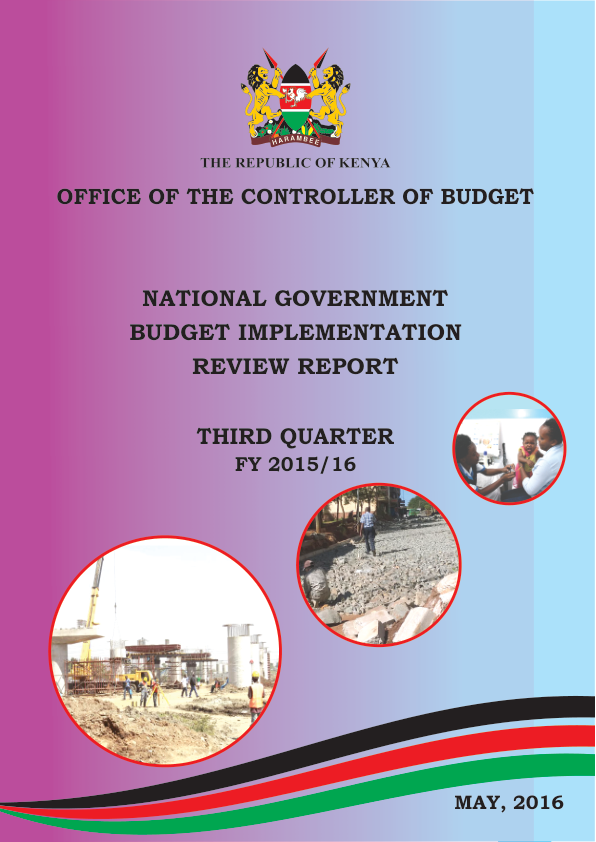 HARAMBEE
THE REPUBLIC OF KENYA
OFFICE OF THE CONTROLLER OF BUDGET
NATIONAL GOVERNMENT
BUDGET IMPLEMENTATION
REVIEW REPORT
THIRD QUARTER
FY 2015/16
MAY, 2016